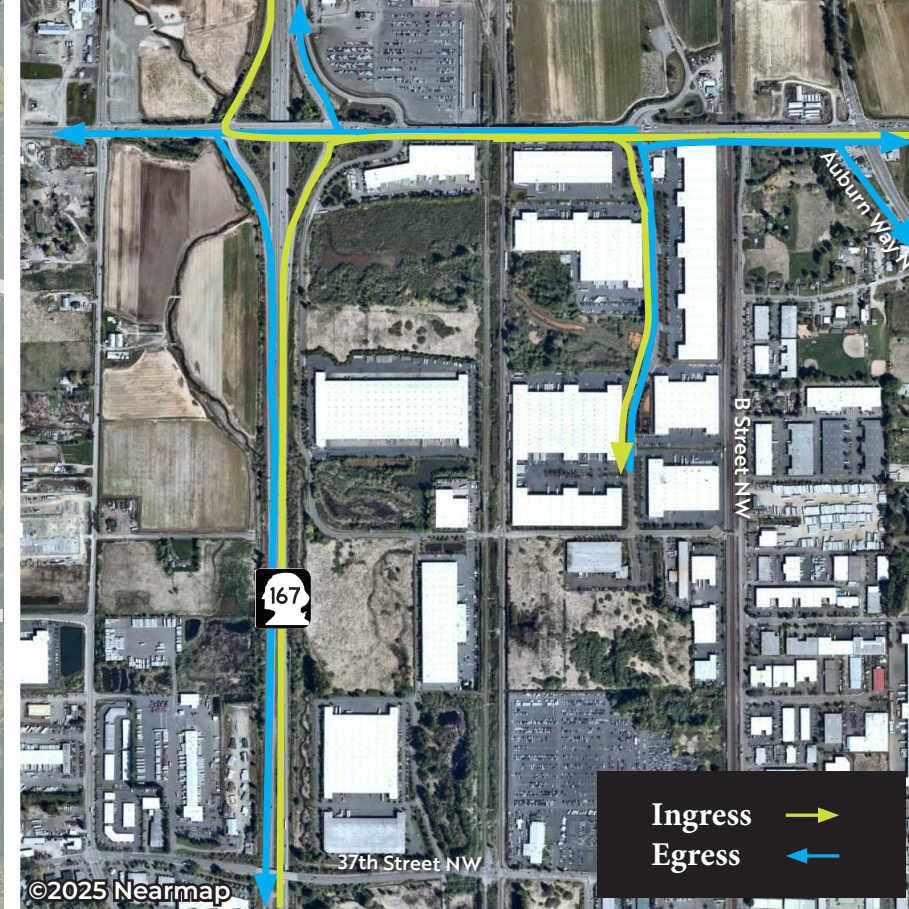 Auburn Way N
B Street NW
167
37th Street NW
Ingress
Egress
©2025 Nearmap